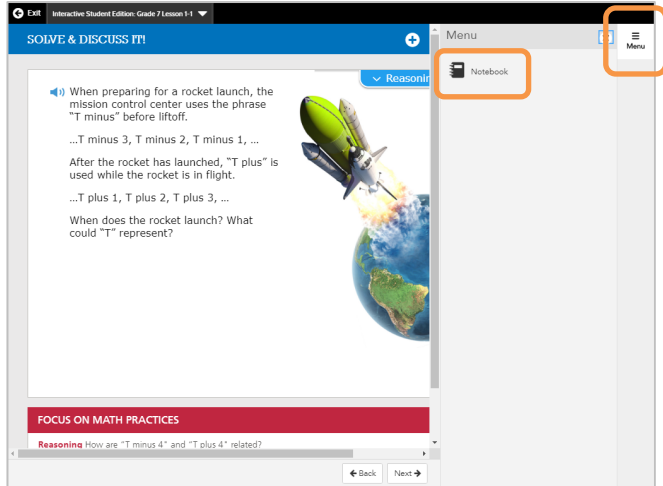 Exit Interactive Student Edition: Grade 7 Lesson 1-1
SOLVE & DISCUSS IT!
Menu
Menu
Notebook
When preparing for a rocket launch, the
mission control center uses the phrase
“T minus” before liftoff.
...T minus 3, T minus 2, T minus 1, ...
After the rocket has launched, “T plus” is
used while the rocket is in flight.
...T plus 1, T plus 2, T plus 3, ...
When does the rocket launch? What
could “T” represent?
FOCUS ON MATH PRACTICES
Reasoning How are "T minus 4" and "T plus 4" related?
Back Next